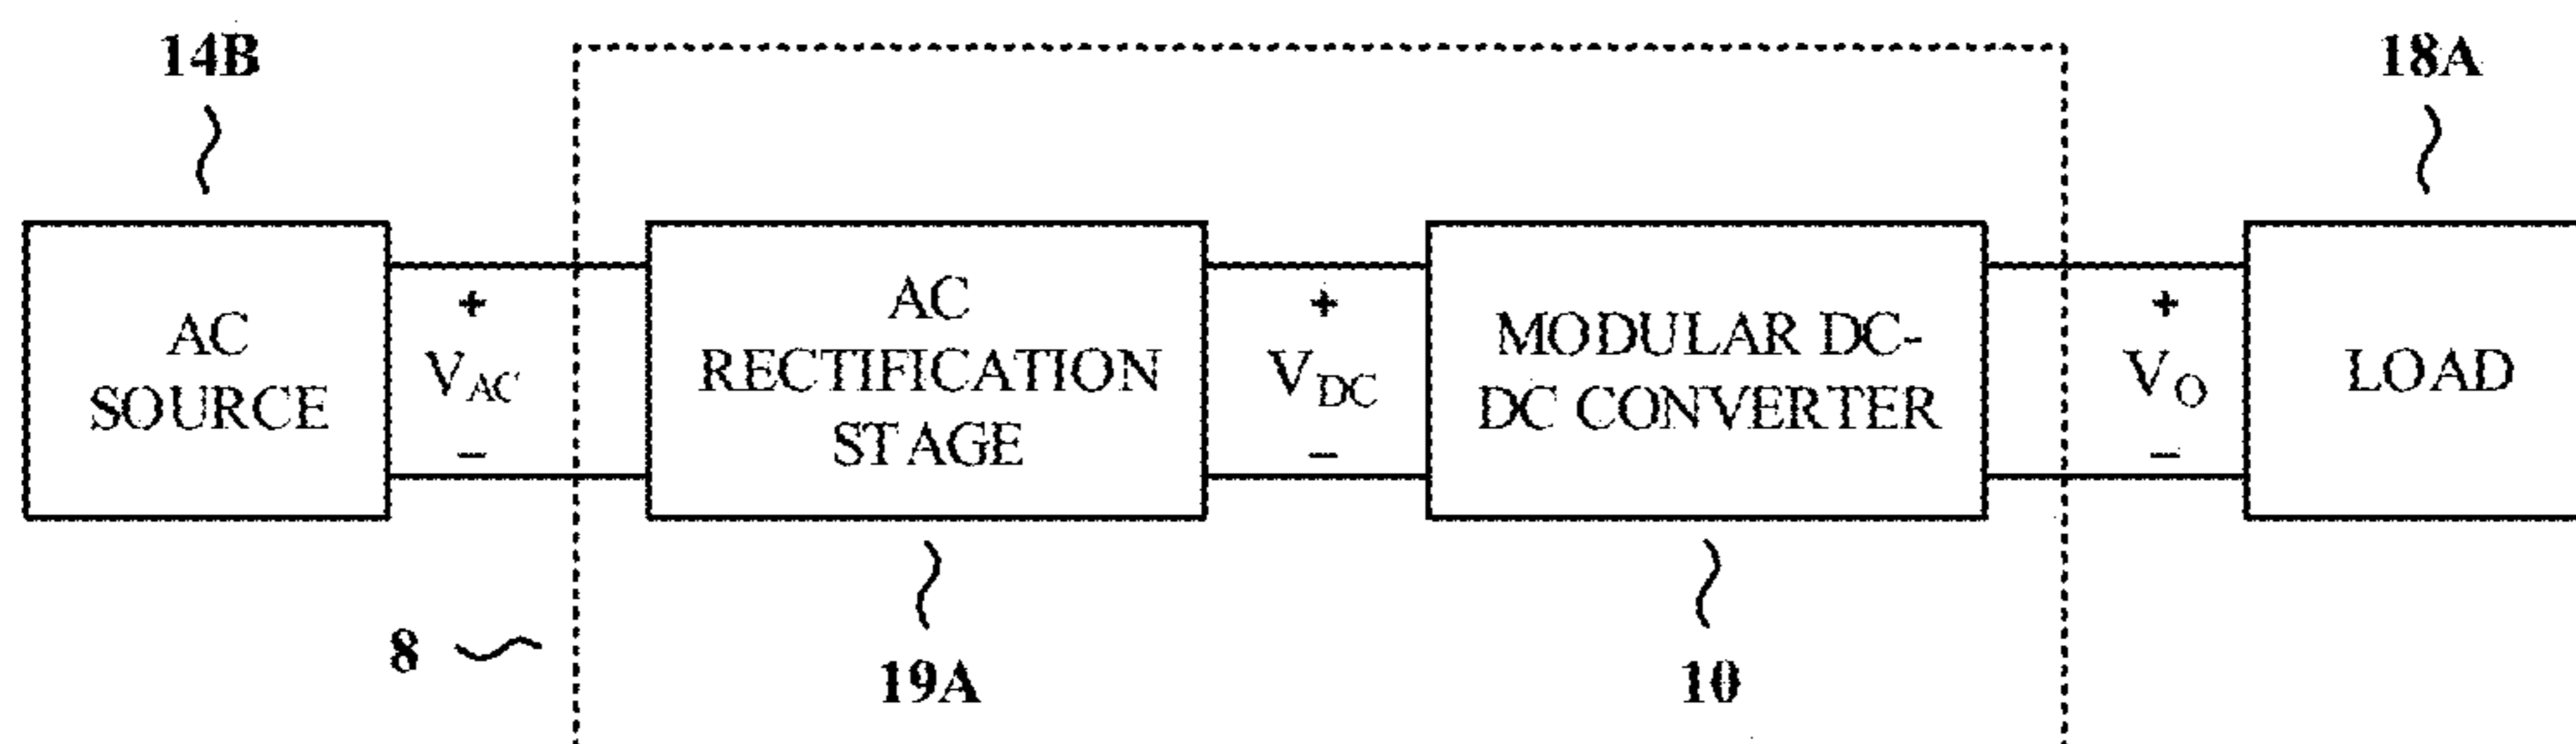 14B
18A
AC
SOURCE
+
VAC
−
AC
RECTIFICATION
STAGE
+
VDC
−
MODULAR DC-
DC CONVERTER
+
VO
−
LOAD
8
19A
10